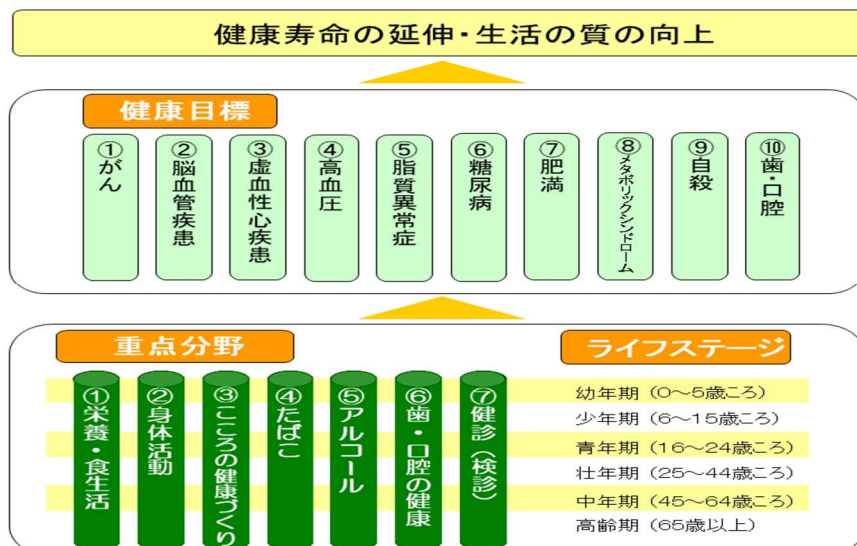 健康寿命の延伸・生活の質の向上
健康目標
①がん
②脳血管疾患
③虚血性心疾患
④高血圧
⑤脂質異常症
⑥糖尿病
⑦肥満
⑧メタボリックシンドローム
⑨自殺
⑩歯・口腔
重点分野
①栄養・食生活
②身体活動
③こころの健康づくり
④たばこ
⑤アルコール
⑥歯・口腔の健康
⑦健診（検診）
ライフステージ
幼年期（0～5歳ころ）
少年期（6～15歳ころ）
青年期（16～24歳ころ）
壮年期（25～44歳ころ）
中年期（45～64歳ころ）
高齢期（65歳以上）